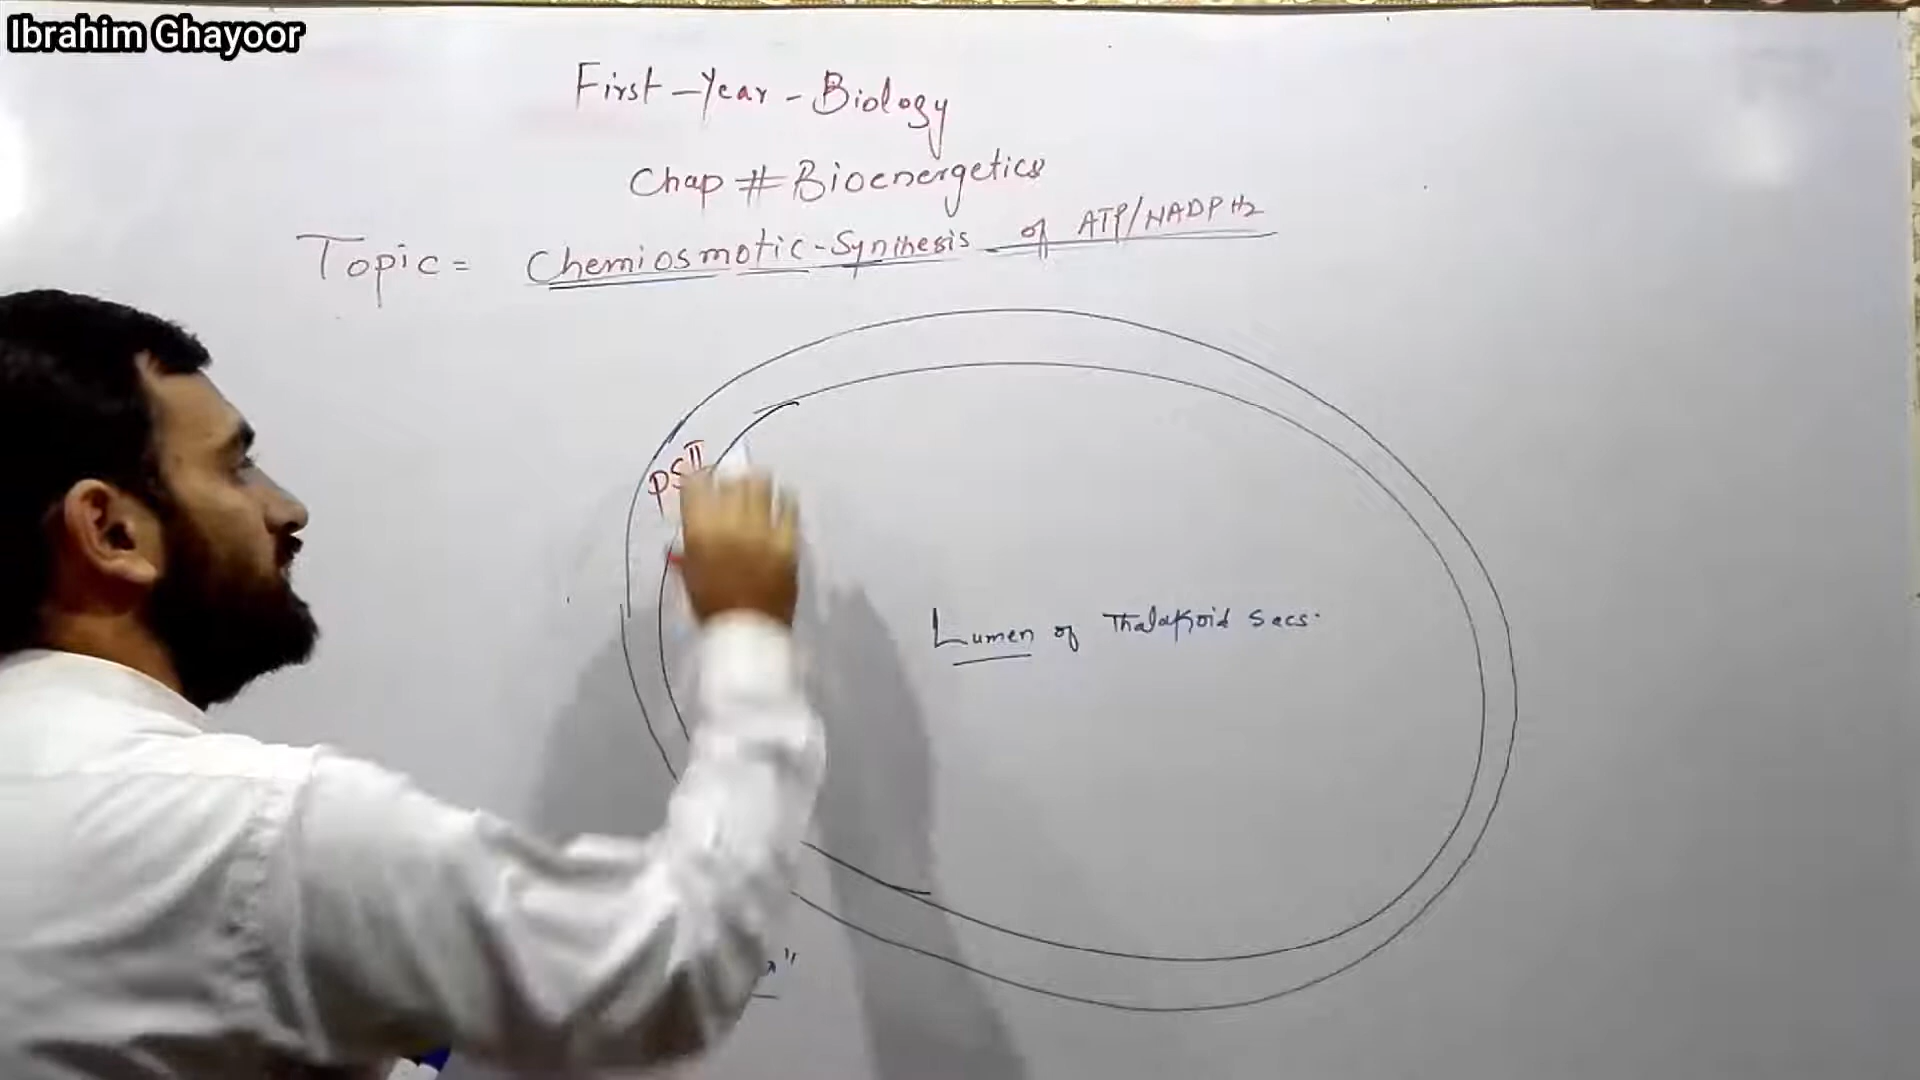 Ibrahim Ghayoor
First-Year-Biology
Chap # Bioenergetics
Topic = Chemiosmotic-Synthesis of ATP/NADPH2
PSII
Lumen of Thalakoid Sacs.